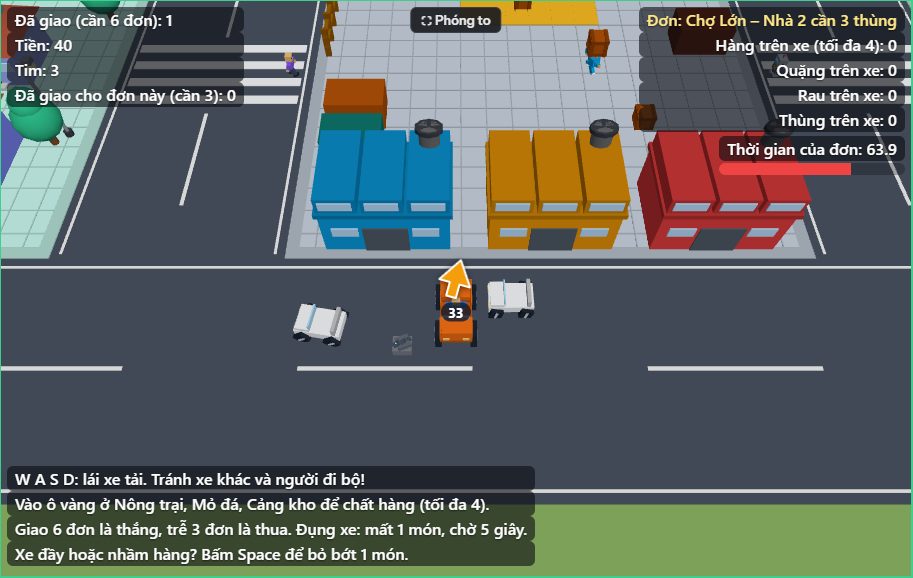 Đã giao (cần 6 đơn): 1
Tiền: 40
Tim: 3
Đã giao cho đơn này (cần 3): 0
Phóng to
Đơn: Chợ Lớn – Nhà 2 cần 3 thùng
Hàng trên xe (tối đa 4): 0
Quặng trên xe: 0
Rau trên xe: 0
Thùng trên xe: 0
Thời gian của đơn: 63.9
33
W A S D: lái xe tải. Tránh xe khác và người đi bộ!
Vào ô vàng ở Nông trại, Mỏ đá, Cảng kho để chất hàng (tối đa 4).
Giao 6 đơn là thắng, trễ 3 đơn là thua. Đụng xe: mất 1 món, chờ 5 giây.
Xe đầy hoặc nhầm hàng? Bấm Space để bỏ bớt 1 món.